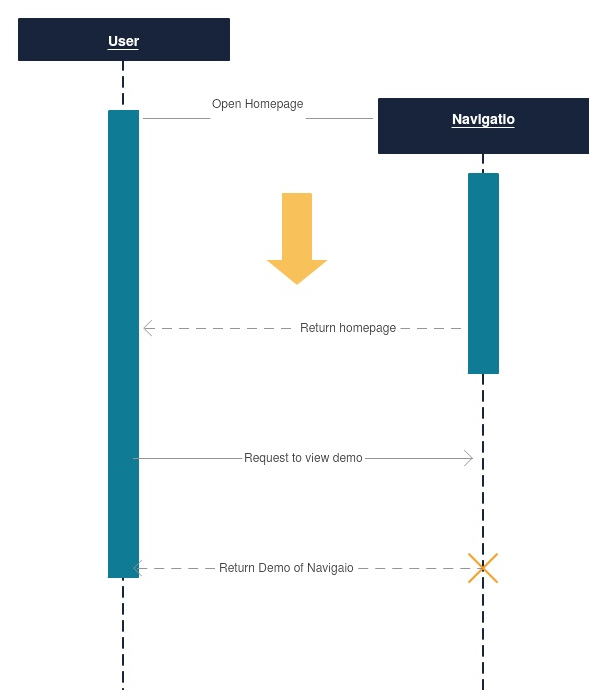 User
Open Homepage
Navigatio
Return homepage
Request to view demo
Return Demo of Navigaio